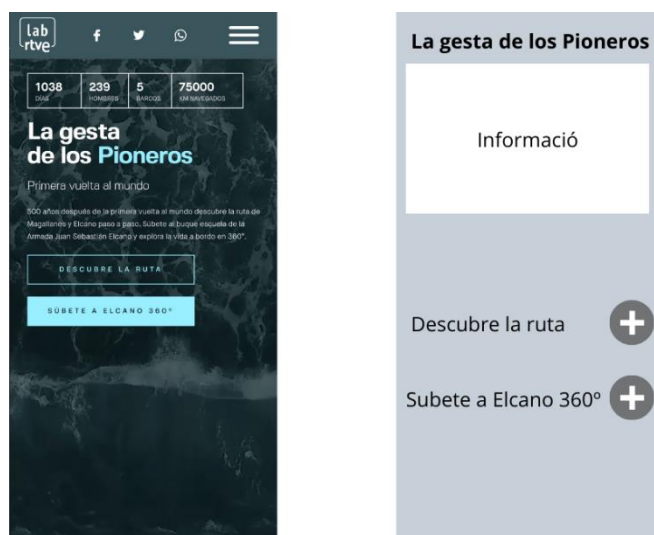 lab
rtve
1038 239 5 75000
DÍAS HOMBRES BARCOS KM NAVEGADOS
La gesta
de los Pioneros
Primera vuelta al mundo
500 años después de la primera vuelta al mundo descubre la ruta de
Magallanes y Elcano paso a paso. Súbete al buque escuela de la
Armada Juan Sebastián Elcano y explora la vida a bordo en 360°.
DESCUBRE LA RUTA
SÚBETE A ELCANO 360°
La gesta de los Pioneros
Informació
Descubre la ruta
Subete a Elcano 360º